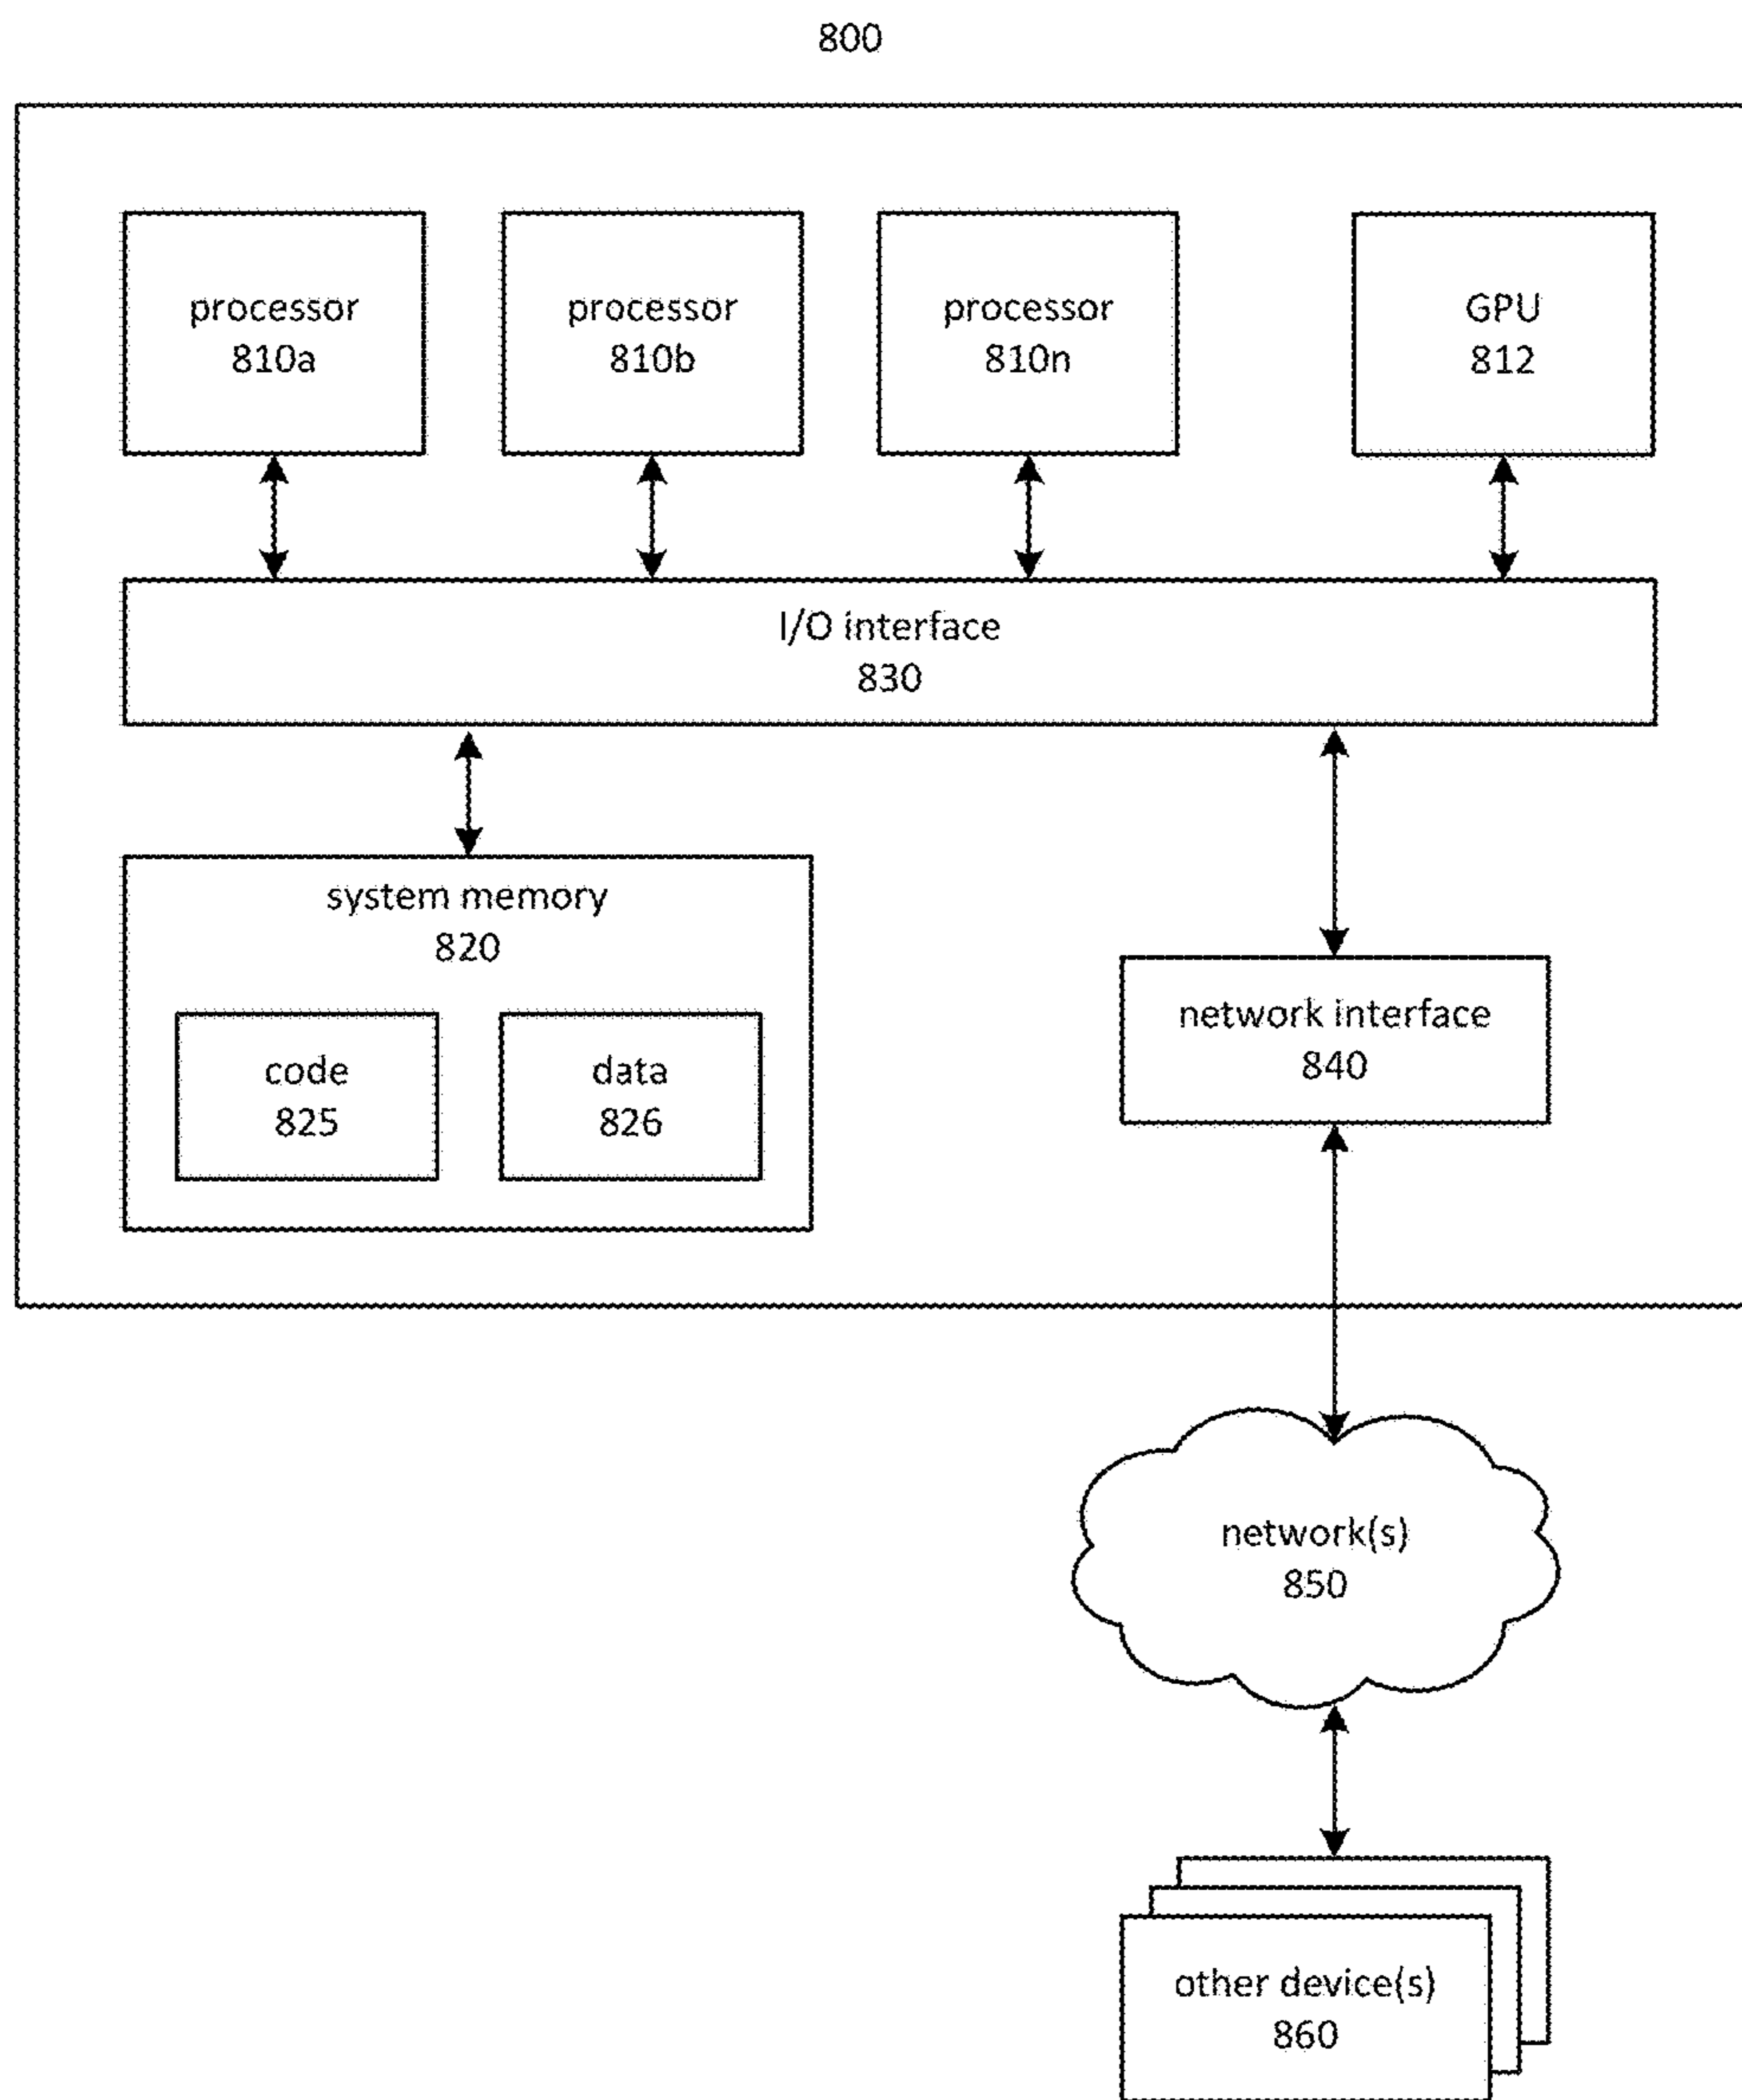 800
processor
810a
processor
810b
processor
810n
GPU
812
I/O interface
830
system memory
820
code
825
data
826
network interface
840
network(s)
850
other device(s)
860